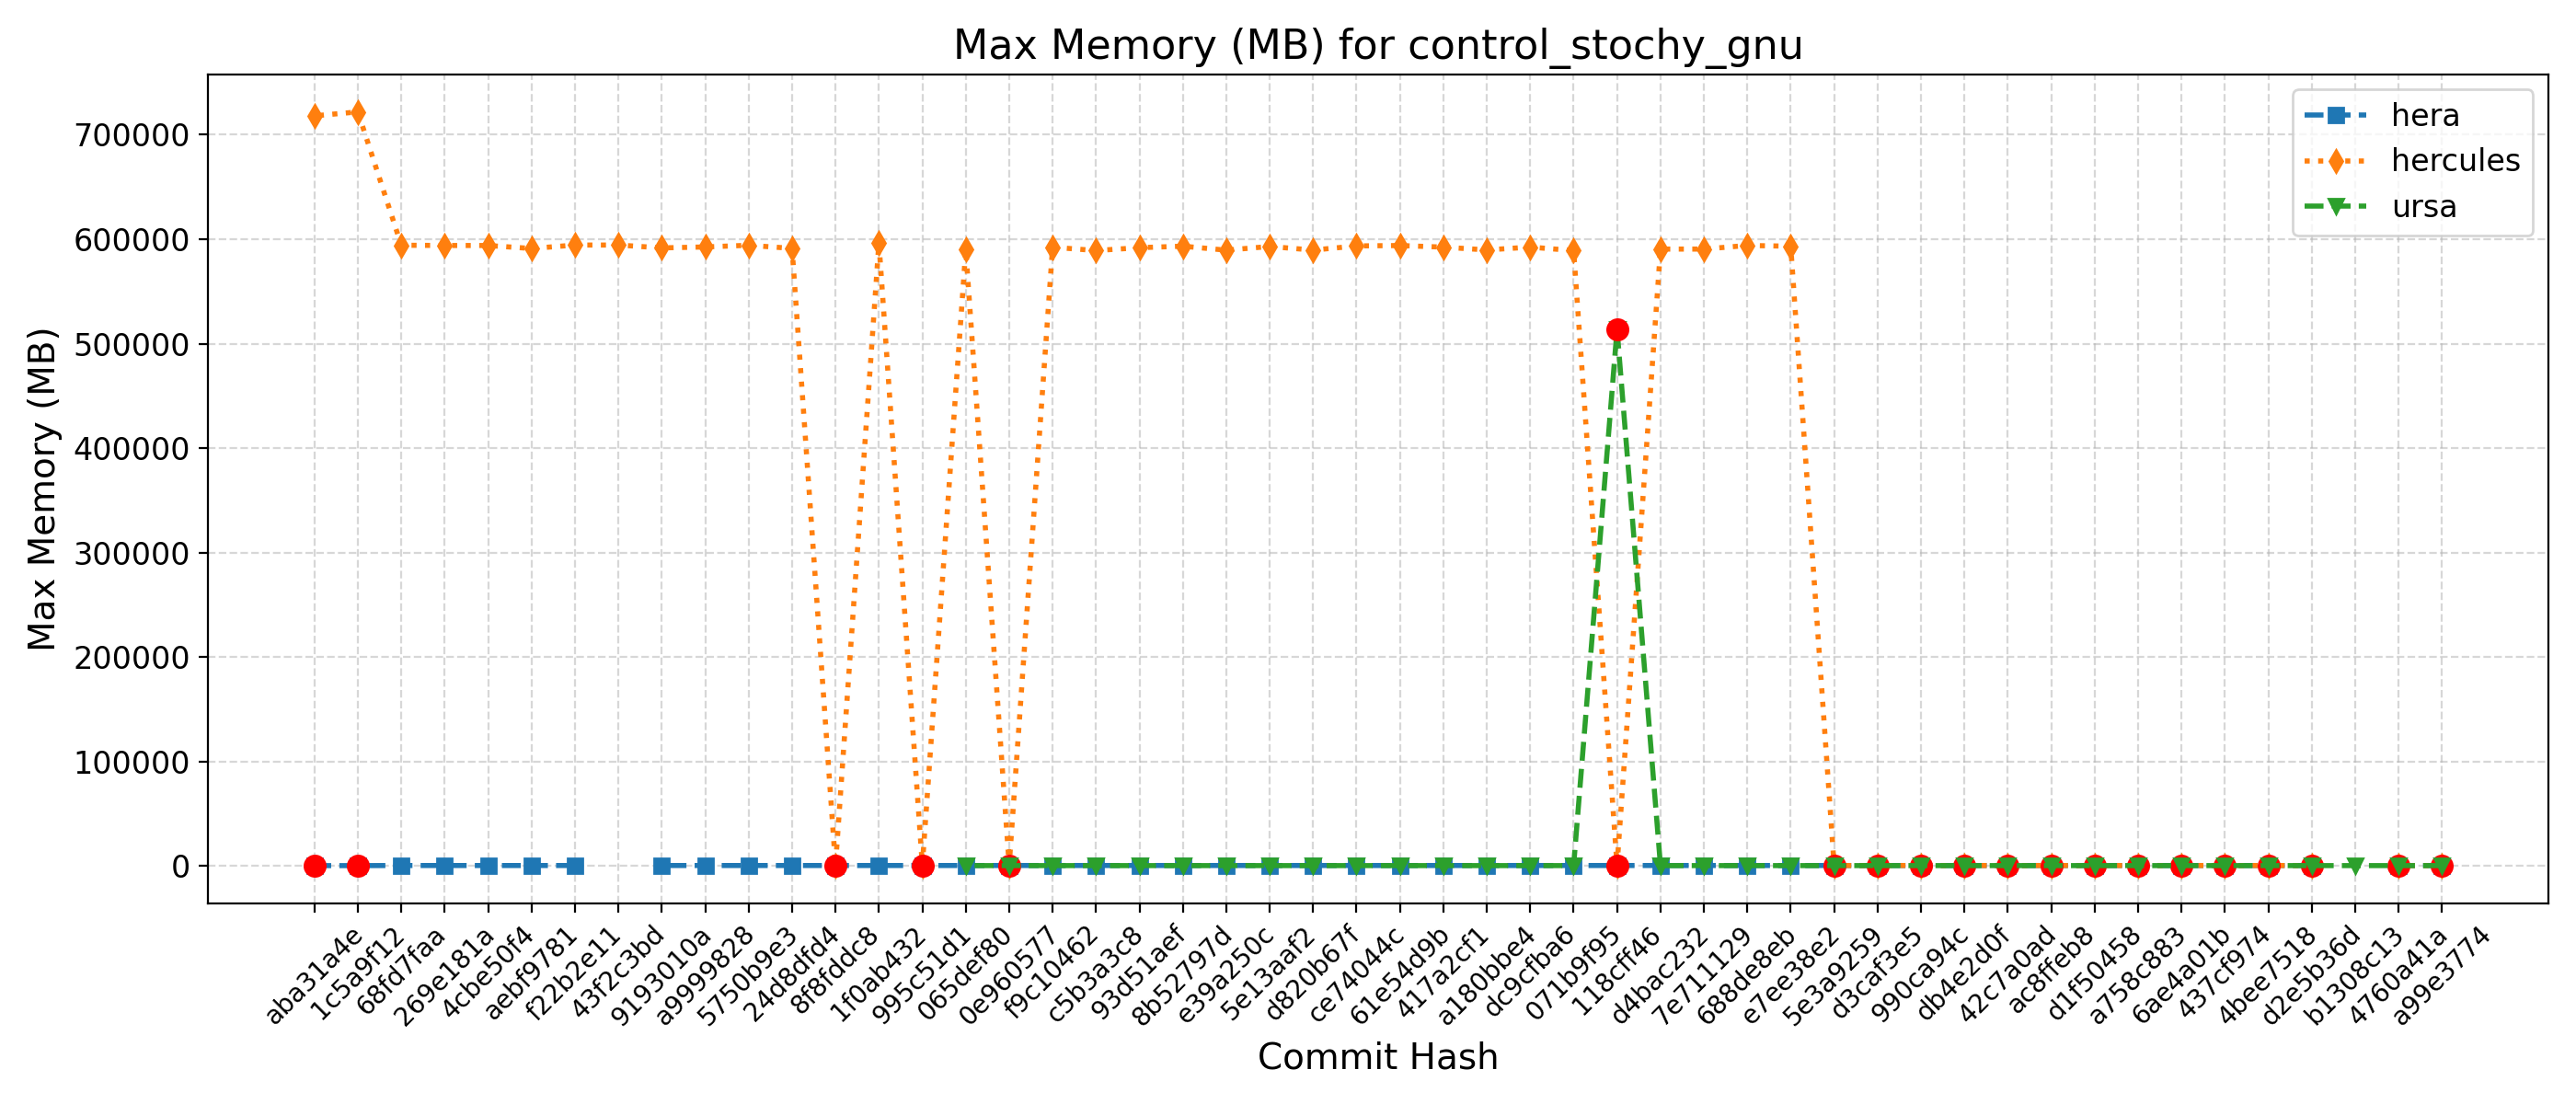 Max Memory (MB) for control_stochy_gnu
hera
hercules
ursa
Max Memory (MB)
700000
600000
500000
400000
300000
200000
100000
0
aba31a4e
1c5a9f12
68fd7faa
269e181a
4cbe50f4
aebf9781
f22b2e11
43f2c3bd
9193010a
a9999828
5750b9e3
24d8dfd4
8f8fddc8
1f0ab432
995c51d1
065def80
0e960577
f9c10462
c5b3a3c8
93d51aef
8b52797d
e39a250c
5e13aaf2
d820b67f
ce74044c
61e54d9b
417a2cf1
a180bbe4
dc9cfba6
071b9f95
118cff46
d4bac232
7e711129
688de8eb
e7ee38e2
5e3a9259
d3caf3e5
990ca94c
db4e2d0f
42c7a0ad
ac8ffeb8
d1f50458
a758c883
6ae4a01b
437cf974
4bee7518
d2e5b36d
b1308c13
4760a41a
a99e3774
Commit Hash